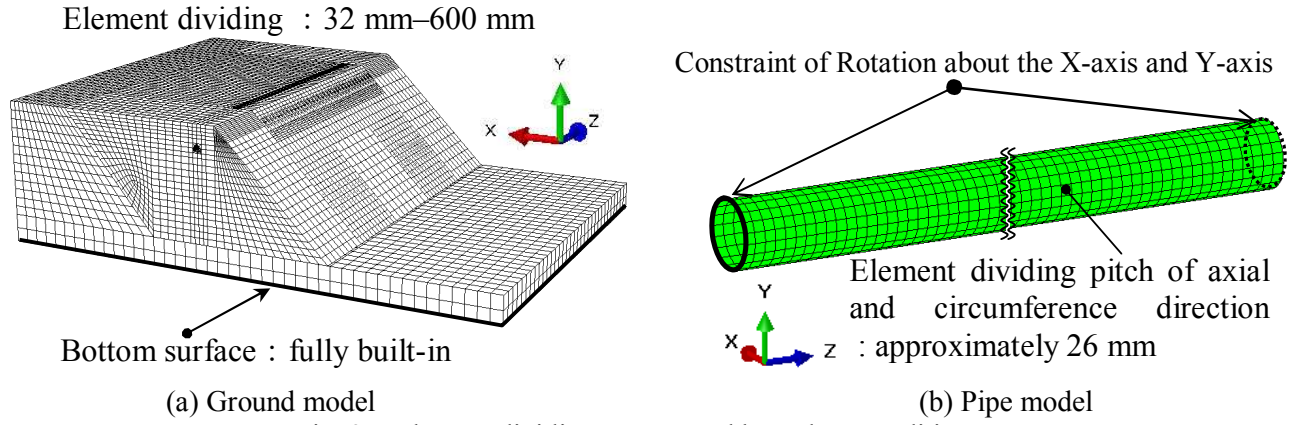 Element dividing : 32 mm–600 mm
Y
X
Z
Bottom surface : fully built-in
(a) Ground model
Constraint of Rotation about the X-axis and Y-axis
Element dividing pitch of axial
and circumference direction
: approximately 26 mm
Y
X
Z
(b) Pipe model